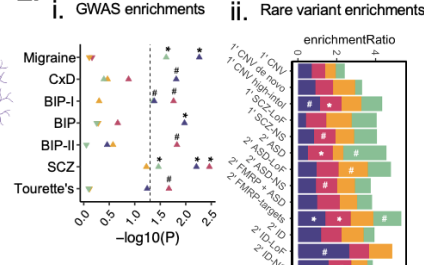 i. GWAS enrichments
Migraine
CxD
BIP-I
BIP
BIP-II
SCZ
Tourette's
* * # # # * # * * * #
0.0 0.5 1.0 1.5 2.0 2.5
–log10(P)
ii. Rare variant enrichments
enrichmentRatio
0 2 4
1' CNV
1' CNV de novo
1' CNV high-intol
1' SCZ-LoF
1' SCZ-NS
2' ASD
2' ASD-LoF
2' ASD-NS
2' FMRP + ASD
2' FMRP-targets
2' ID
2' ID-LoF
2' ID-NS
# *
#
* #
#
#
* * #
#